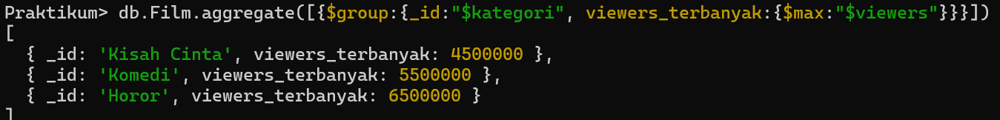 Praktikum> db.Film.aggregate([{$group:{_id:"$kategori", viewers_terbanyak:{$max:"$viewers"}}}])
[
  { _id: 'Kisah Cinta', viewers_terbanyak: 4500000 },
  { _id: 'Komedi', viewers_terbanyak: 5500000 },
  { _id: 'Horor', viewers_terbanyak: 6500000 }
]